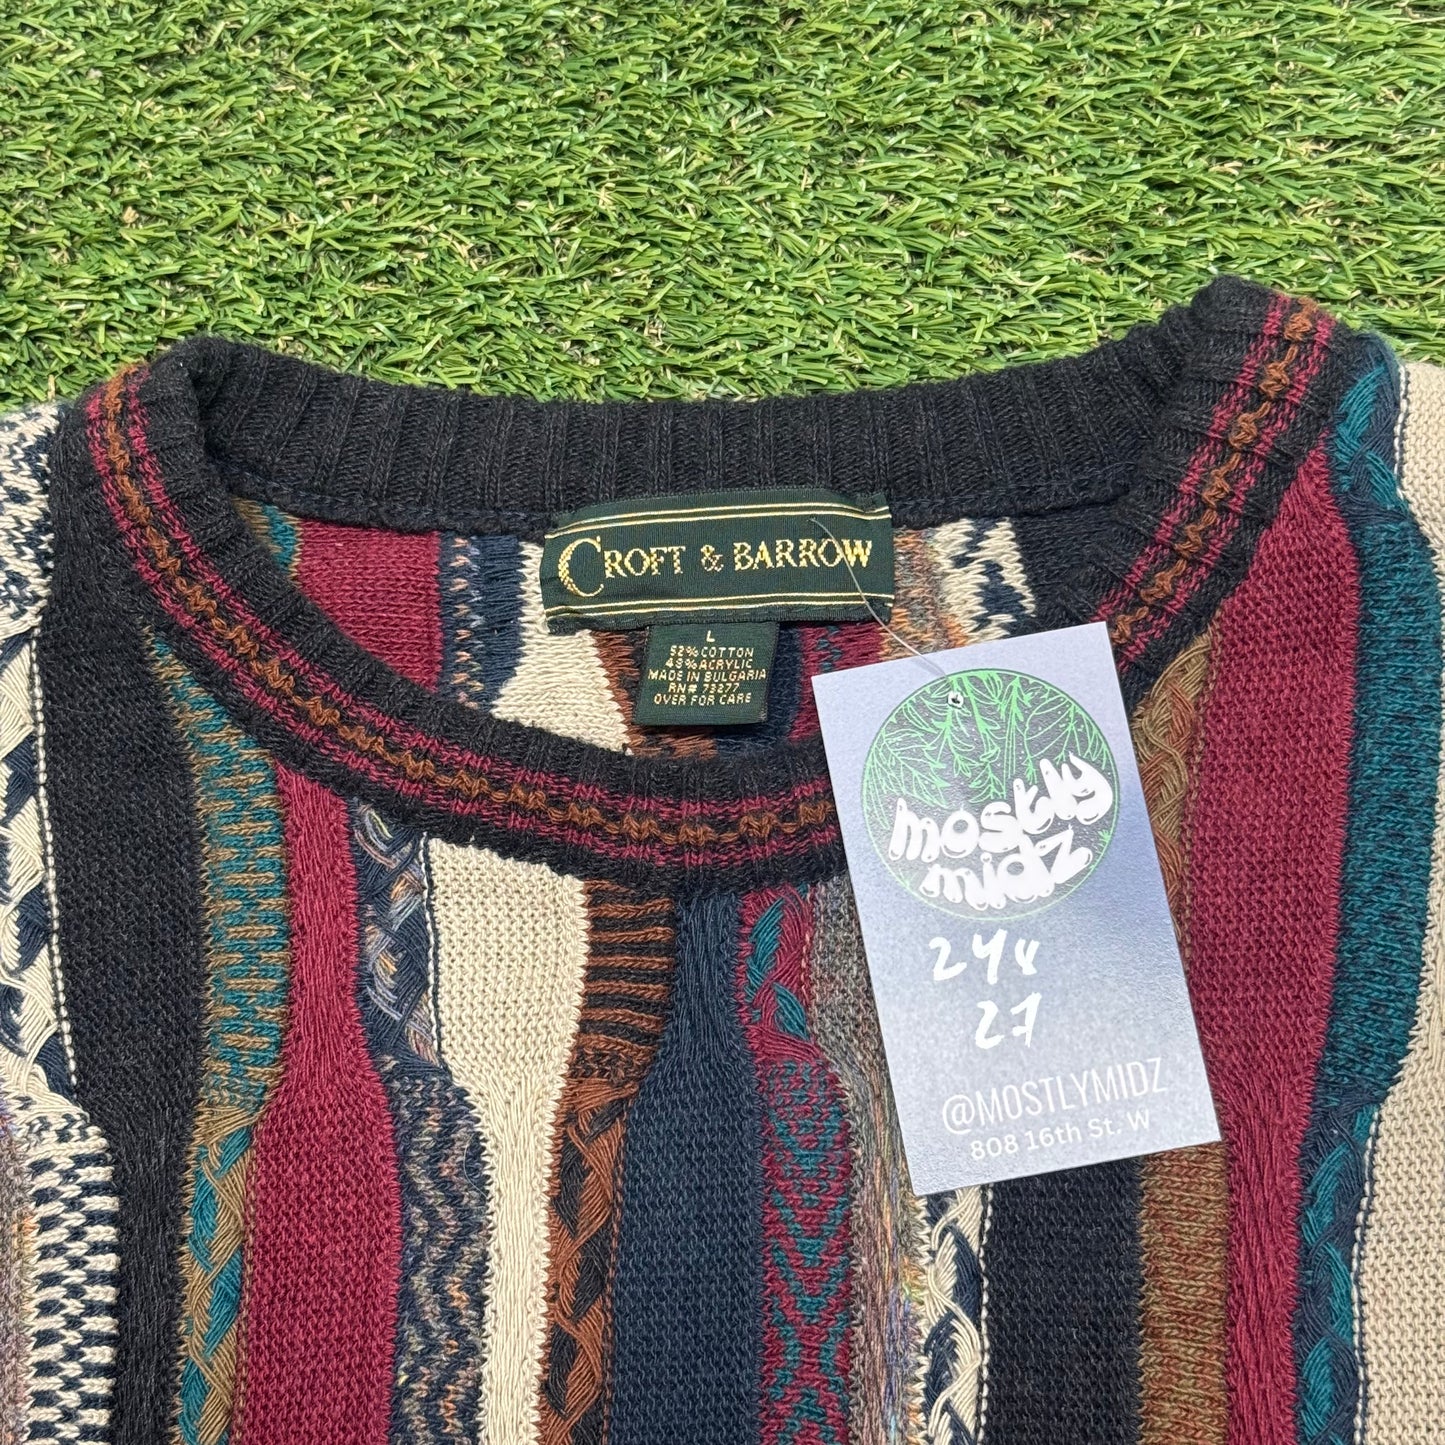 CROFT & BARROW
L
52% COTTON
48% ACRYLIC
MADE IN BULGARIA
RN# 73277
OVER FOR CARE
mostly
midz
24x
27
@MOSTLYMIDZ
808 16th St. W